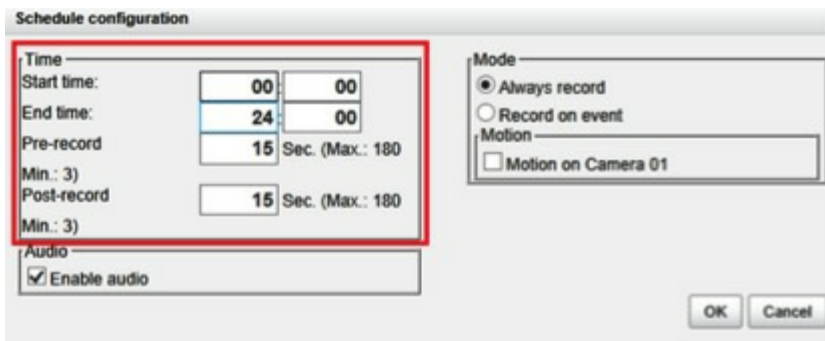 Schedule configuration
Time
Start time: 00 : 00
End time: 24 : 00
Pre-record 15 Sec. (Max.: 180
Min.: 3)
Post-record 15 Sec. (Max.: 180
Min.: 3)
Audio
Enable audio
Mode
Always record
Record on event
Motion
Motion on Camera 01
OK Cancel